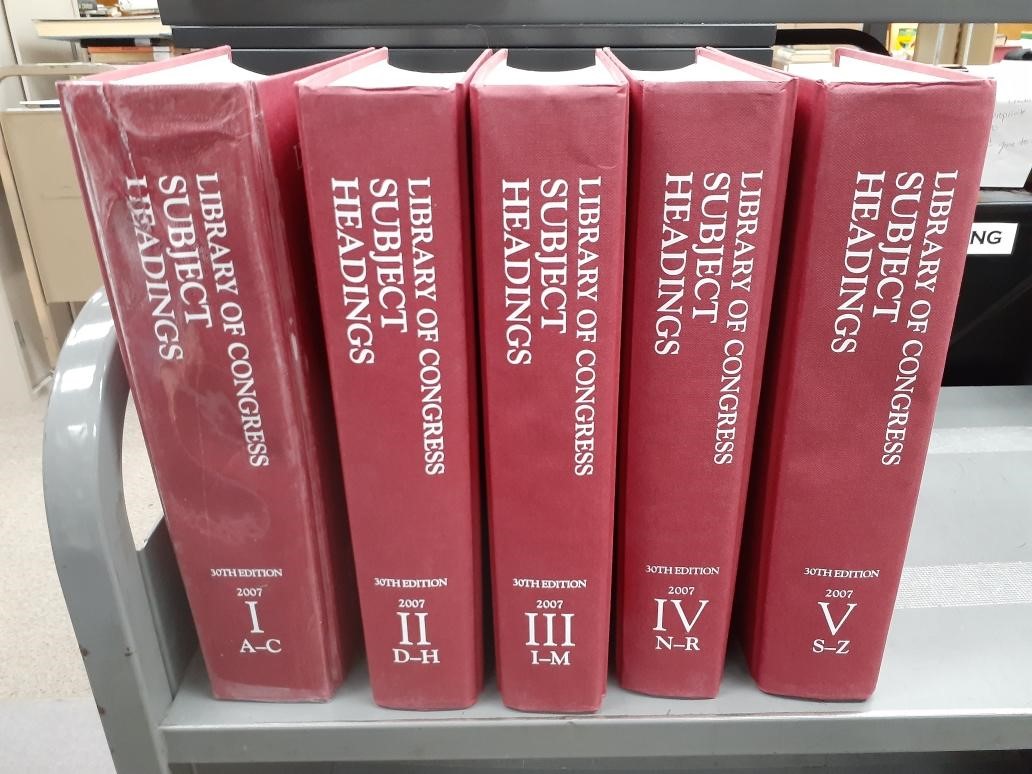 LIBRARY OF CONGRESS
SUBJECT
HEADINGS
30TH EDITION
2007
I
A–C
LIBRARY OF CONGRESS
SUBJECT
HEADINGS
30TH EDITION
2007
II
D–H
LIBRARY OF CONGRESS
SUBJECT
HEADINGS
30TH EDITION
2007
III
I–M
LIBRARY OF CONGRESS
SUBJECT
HEADINGS
30TH EDITION
2007
IV
N–R
LIBRARY OF CONGRESS
SUBJECT
HEADINGS
30TH EDITION
2007
V
S–Z
NG